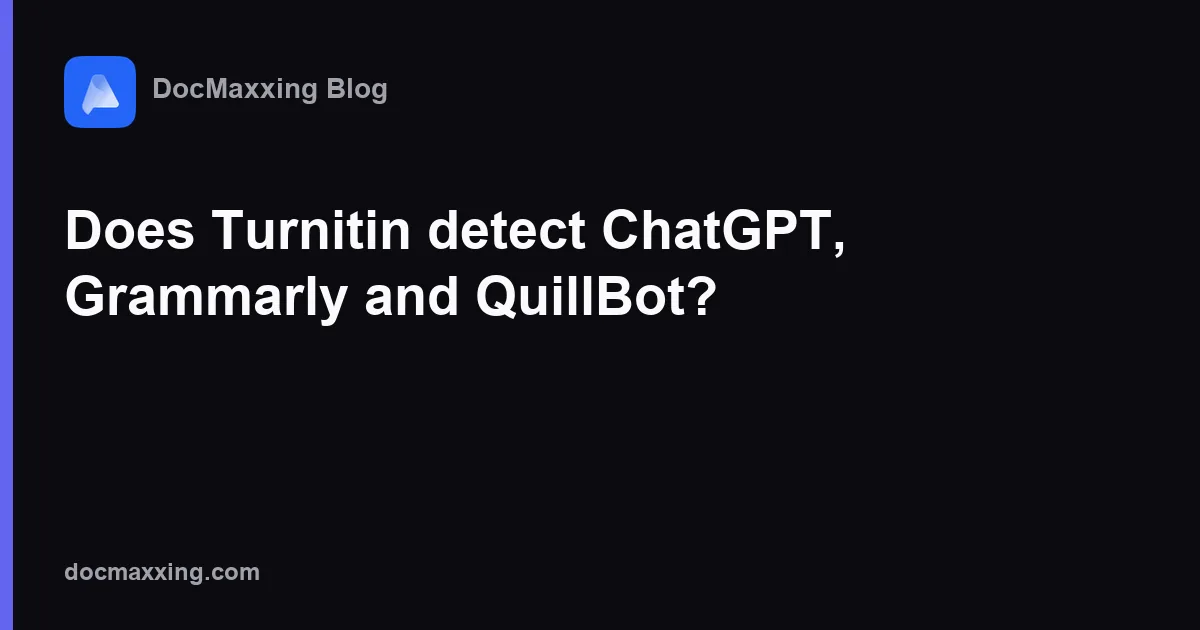 DocMaxxing Blog
Does Turnitin detect ChatGPT,
Grammarly and QuillBot?
docmaxxing.com